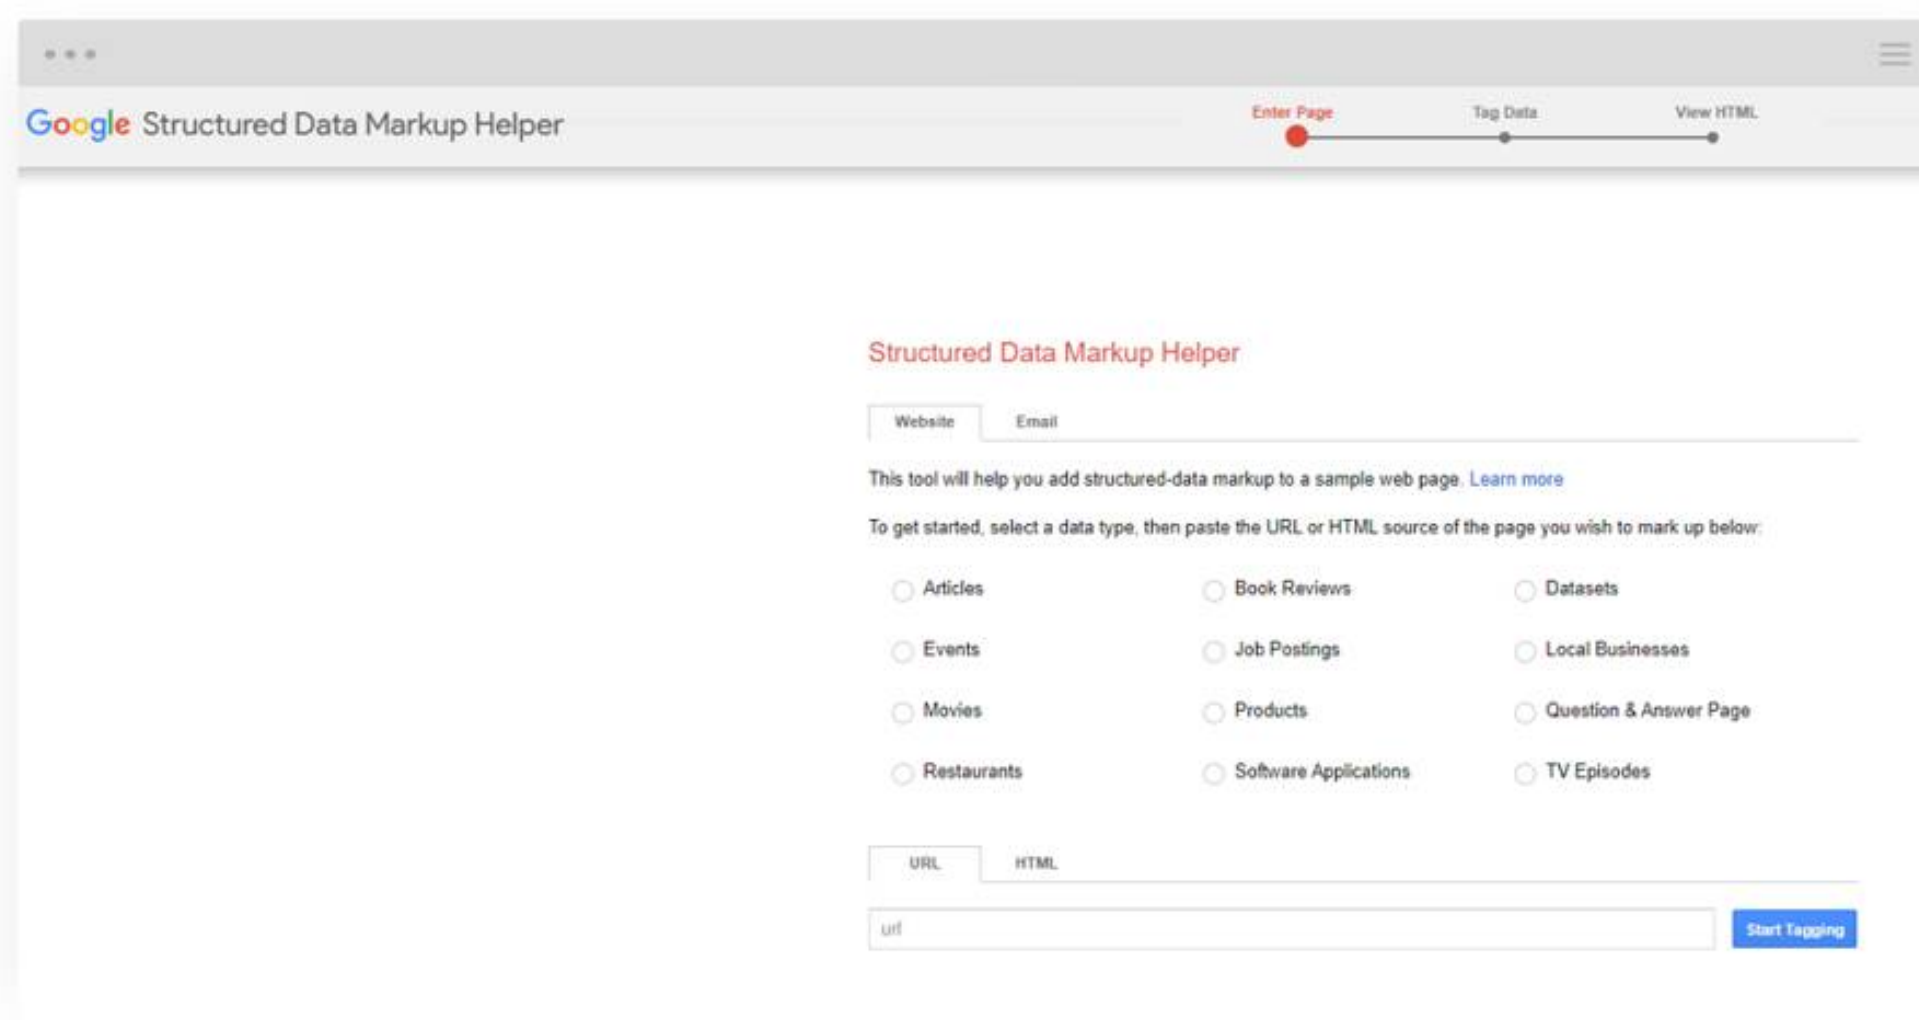 Google Structured Data Markup Helper
Enter Page Tag Data View HTML
Structured Data Markup Helper
Website Email
This tool will help you add structured-data markup to a sample web page. Learn more
To get started, select a data type, then paste the URL or HTML source of the page you wish to mark up below:
Articles Book Reviews Datasets
Events Job Postings Local Businesses
Movies Products Question & Answer Page
Restaurants Software Applications TV Episodes
URL HTML
url Start Tagging